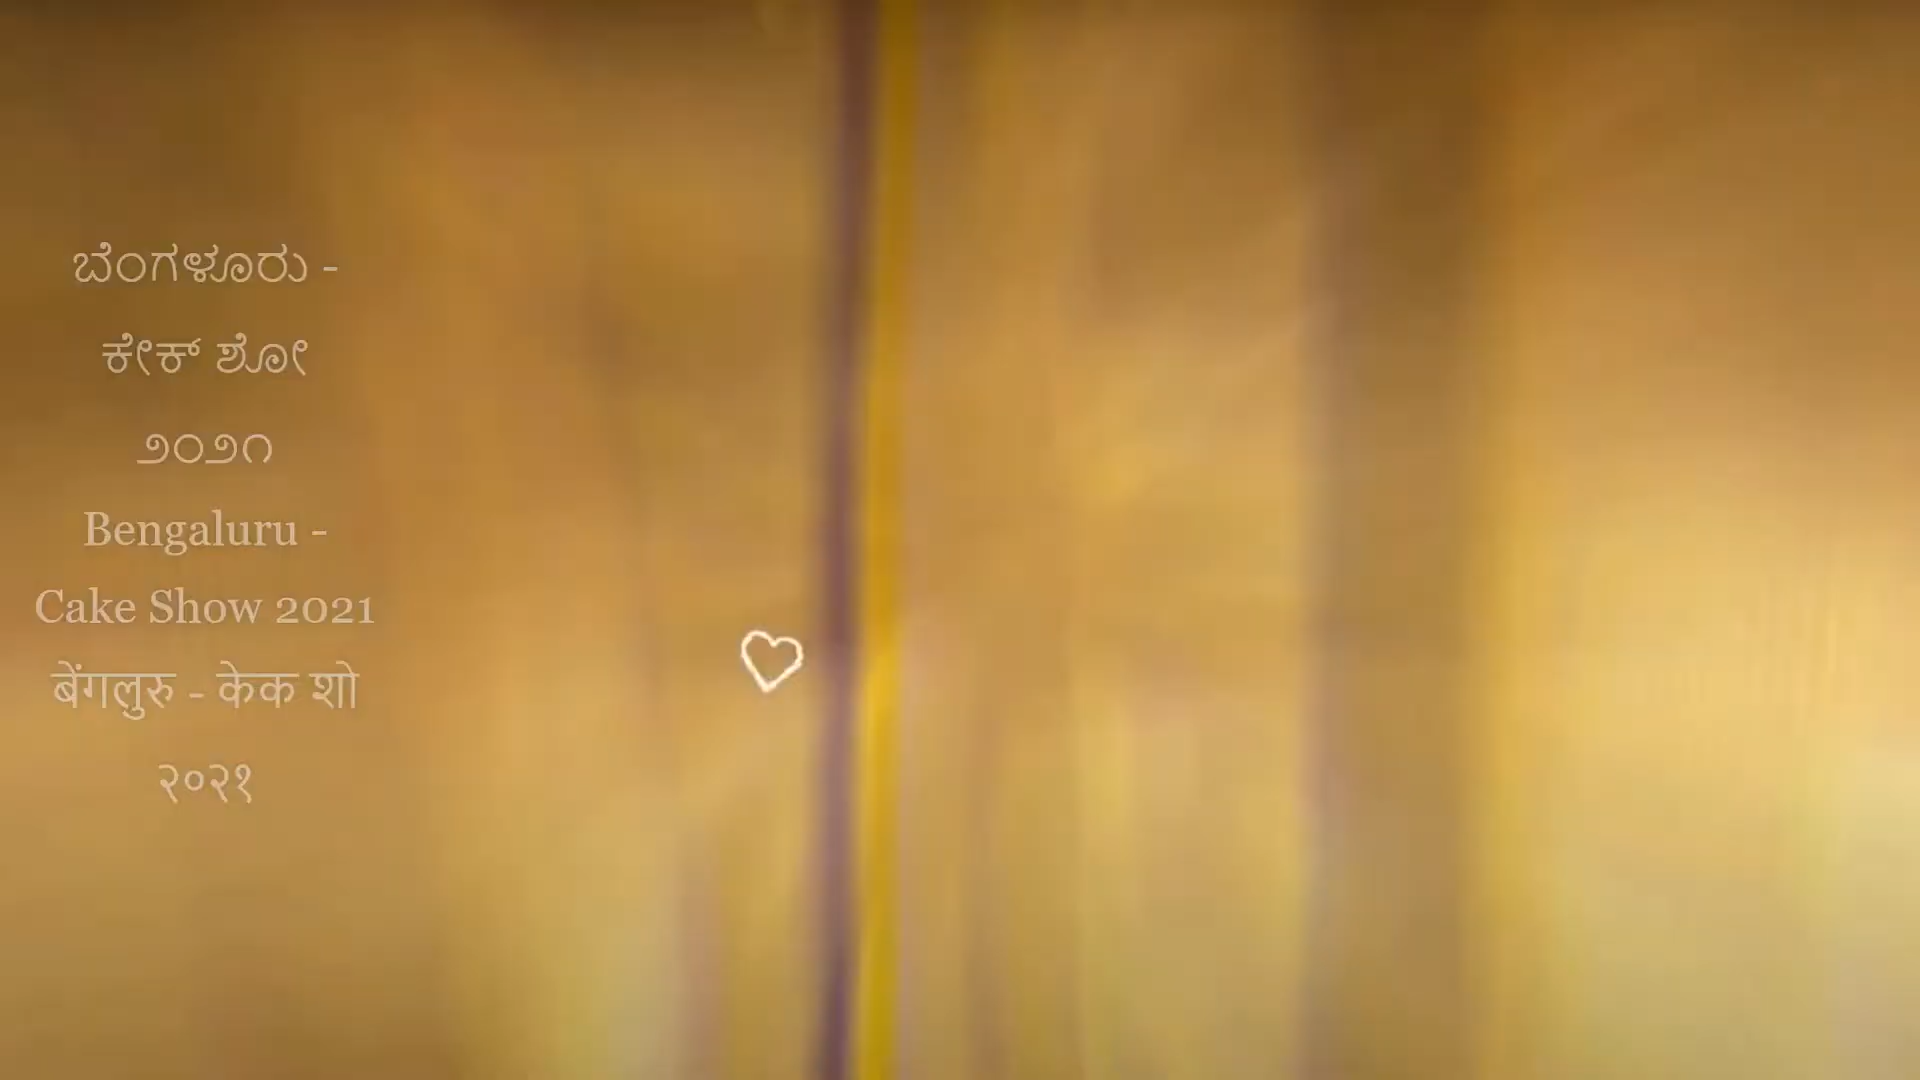 ಬೆಂಗಳೂರು -
ಕೇಕ್ ಶೋ
೨೦೨೧
Bengaluru -
Cake Show 2021
बेंगलुरु - केक शो
२०२१